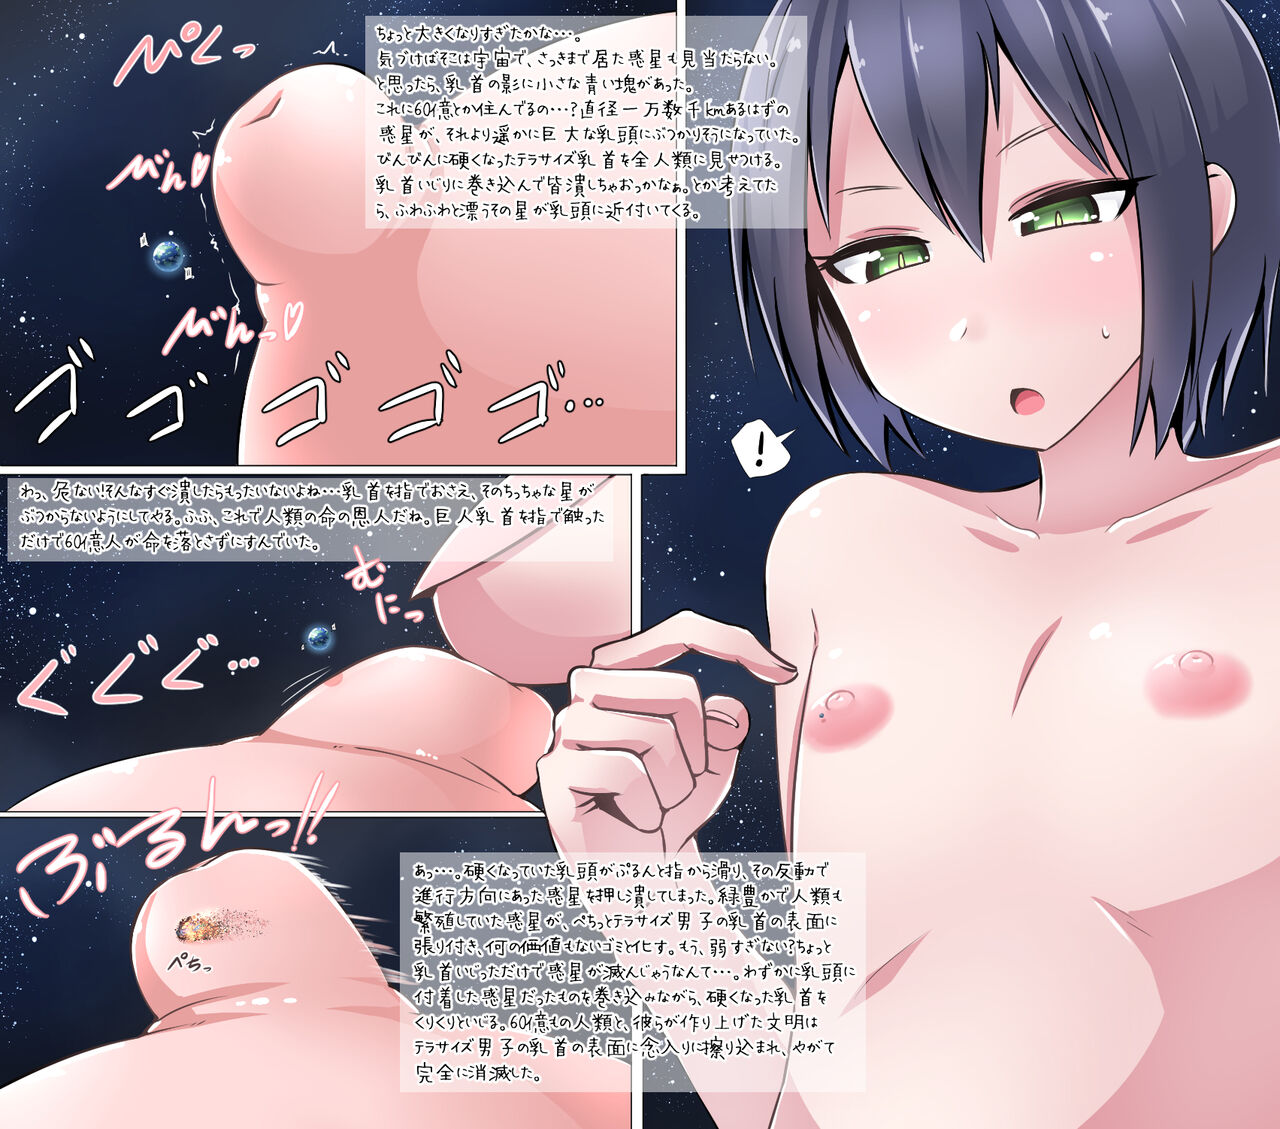 ぴくっ
ちょっと大きくなりすぎたかな…。
気づけばそこは宇宙で、さっきまで居た惑星も見当だらない。
と思ったら、乳首の影に小さな青い塊があった。
これに60億とか住んでるの…?直径一万数千kmあるはずの
惑星が、それより遥かに巨大な乳頭にぶつかりそうになっていた。
びんびんに硬くなったテラサイズ乳首を全人類に見せつける。
乳首いじりに巻き込んで皆潰しちゃおっかなぁ。とか考えてた
ら、ふわふわと漂うその星が乳頭に近付いてくる。
びん♡
びんっ♡
ゴゴゴゴゴ…
!
わっ、危ない!そんなすぐ潰したらもったいないよね…乳首を指でおさえ、そのちっちゃな星が
ぶつからないようにしてやる。ふふ、これで人類の命の恩人だね。巨人乳首を指で触った
だけで60億人が命を落とさずにすんでいた。
むにっ
ぐぐぐ…
ぶるんっ!!
ぺちっ
あっ…。硬くなっていた乳頭がぷるんと指から滑り、その反動で
進行方向にあった惑星を押し潰してしまった。緑豊かで人類も
繁殖していた惑星が、ぺちっとテラサイズ男子の乳首の表面に
張り付き、何の価値もないゴミと化す。もう、弱すぎない?ちょっと
乳首いじっただけで惑星が滅んじゃうなんて…。わずかに乳頭に
付着した惑星だったものを巻き込みながら、硬くなった乳首を
くりくりといじる。60億もの人類と、彼らが作り上げた文明は
テラサイズ男子の乳首の表面に念入りに擦り込まれ、やがて
完全に消滅した。